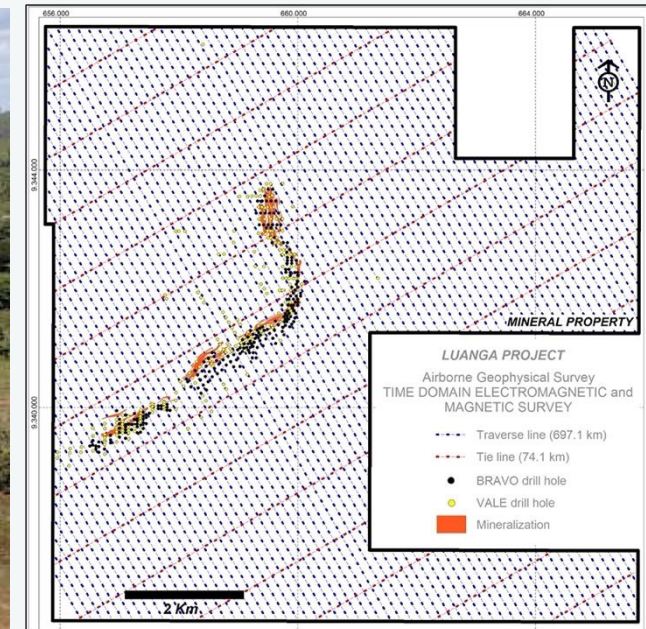 656.000
660.000
664.000
N
9.344.000
MINERAL PROPERTY
LUANGA PROJECT
Airborne Geophysical Survey
TIME DOMAIN ELECTROMAGNETIC and
MAGNETIC SURVEY
Traverse line (697.1 km)
Tie line (74.1 km)
BRAVO drill hole
VALE drill hole
Mineralization
9.340.000
2 Km